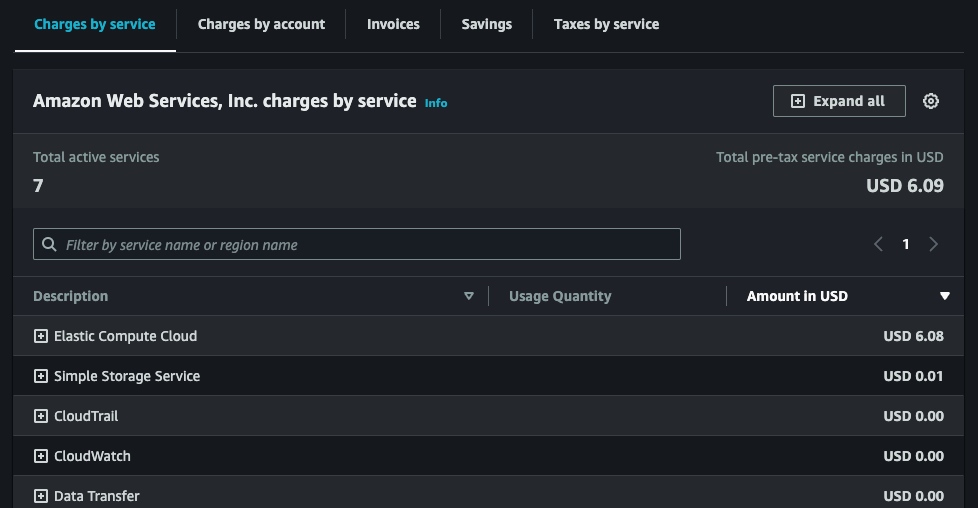 Charges by service Charges by account Invoices Savings Taxes by service
Amazon Web Services, Inc. charges by service Info Expand all
Total active services Total pre-tax service charges in USD
7 USD 6.09
Filter by service name or region name 1
Description Usage Quantity Amount in USD
Elastic Compute Cloud USD 6.08
Simple Storage Service USD 0.01
CloudTrail USD 0.00
CloudWatch USD 0.00
Data Transfer USD 0.00